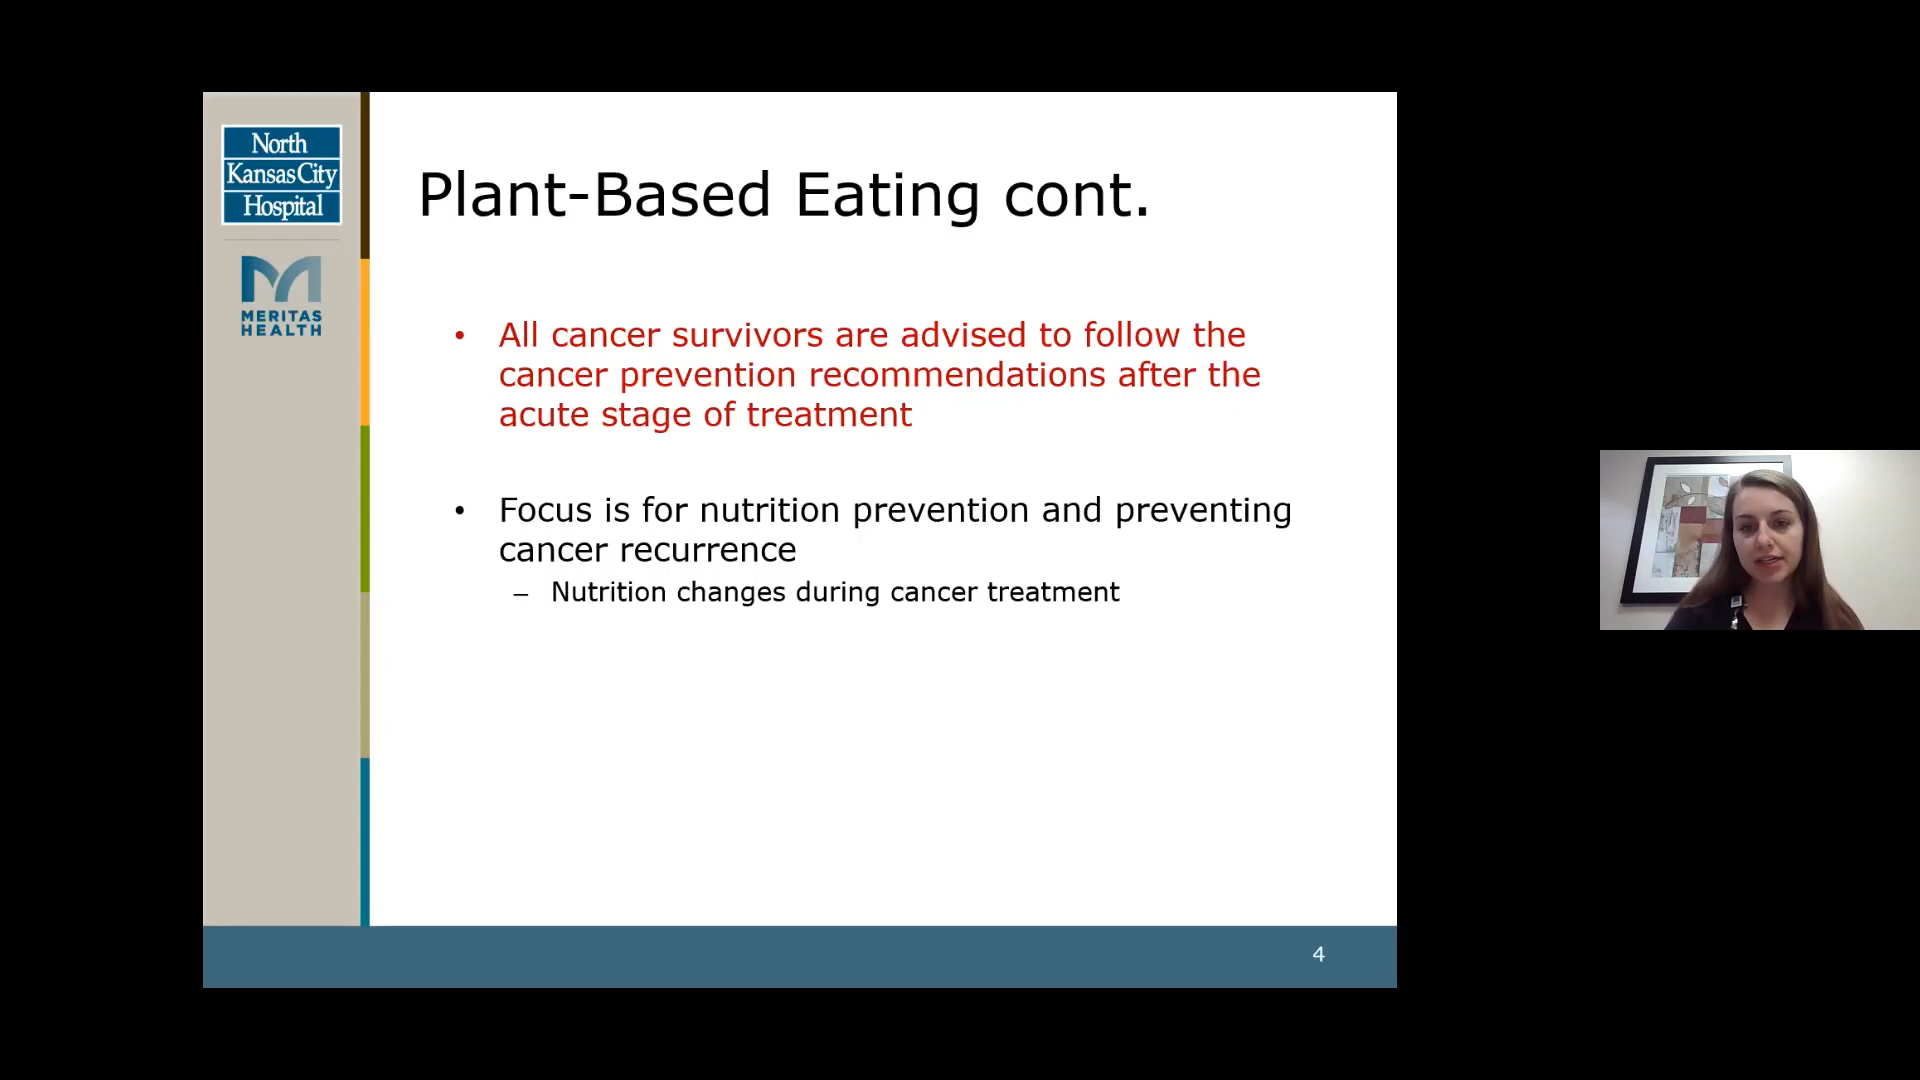 North
Kansas City
Hospital
MERITAS
HEALTH
Plant-Based Eating cont.
• All cancer survivors are advised to follow the
cancer prevention recommendations after the
acute stage of treatment
• Focus is for nutrition prevention and preventing
cancer recurrence
– Nutrition changes during cancer treatment
4